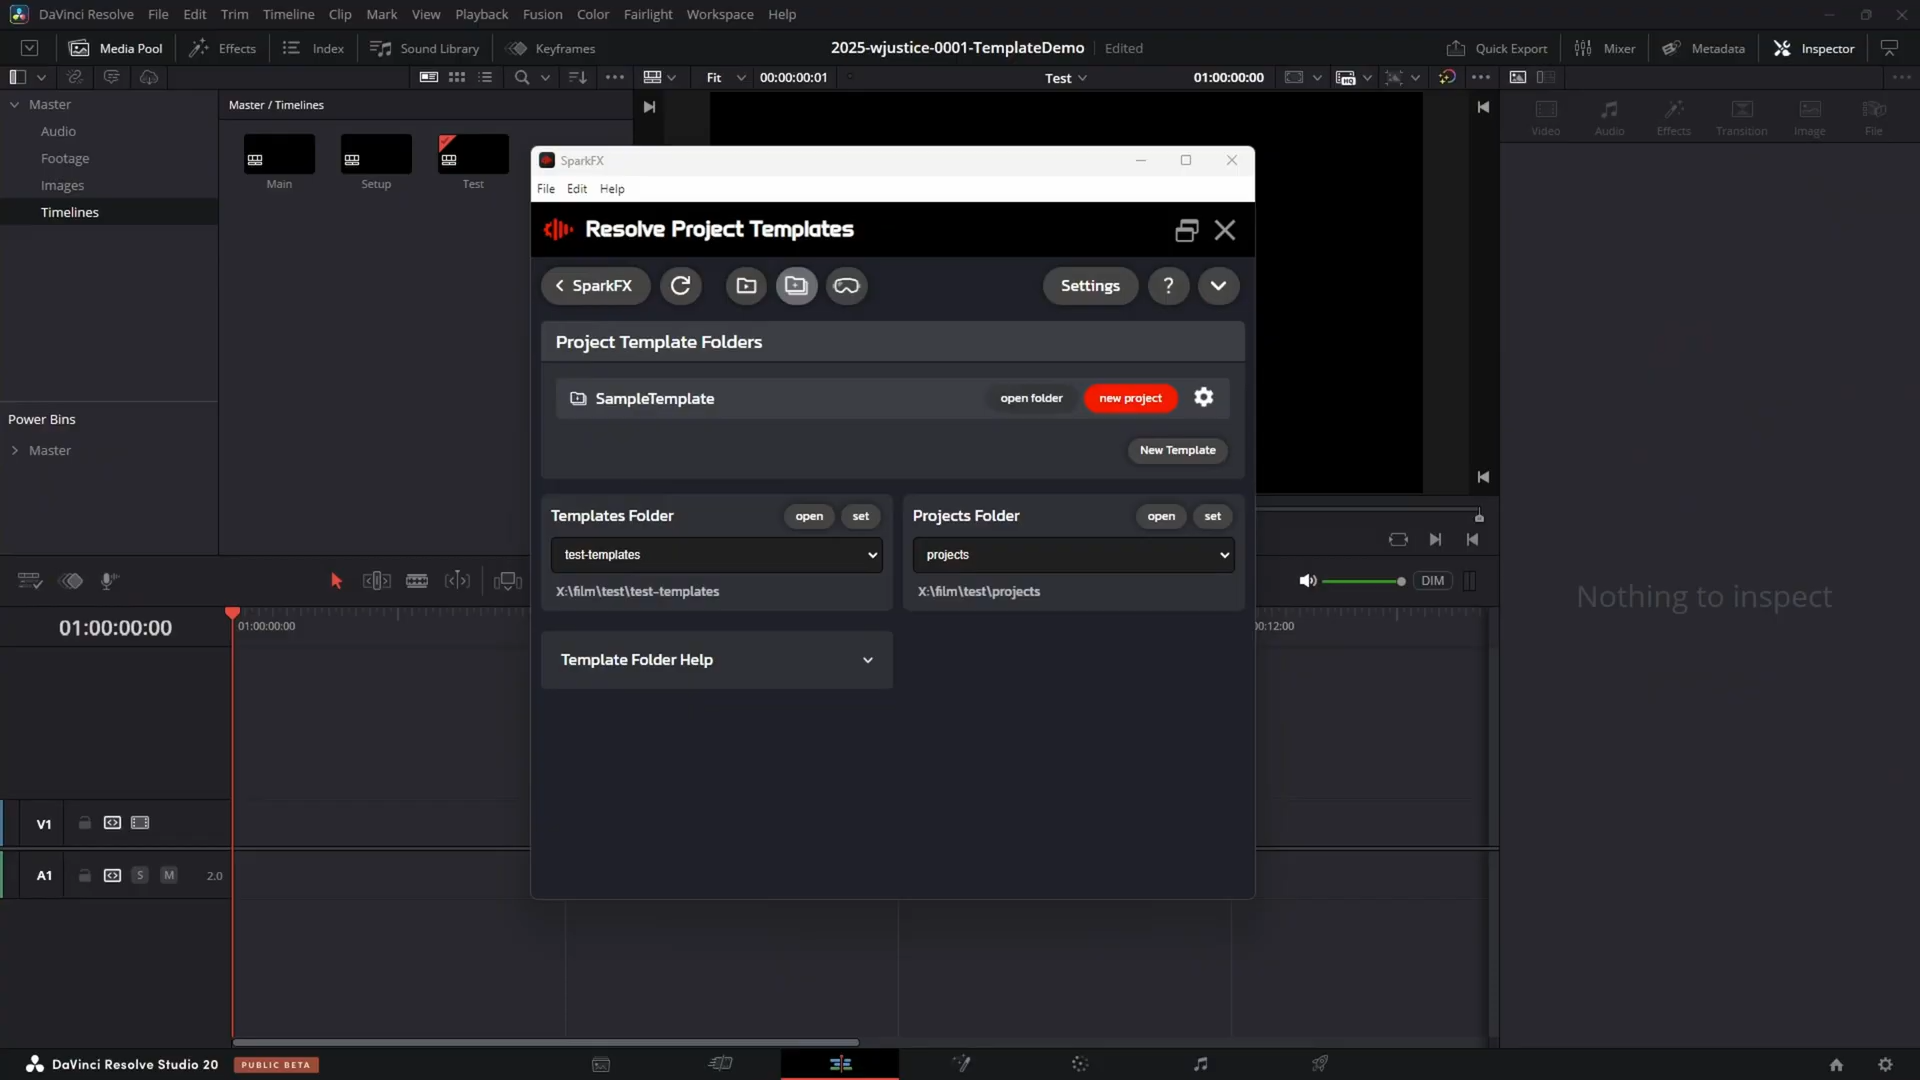 DaVinci Resolve File Edit Trim Timeline Clip Mark View Playback Fusion Color Fairlight Workspace Help
Media Pool Effects Index Sound Library Keyframes 2025-wjustice-0001-TemplateDemo Edited Quick Export Mixer Metadata Inspector
Fit 00:00:00:01 Test 01:00:00:00
Master
Audio
Footage
Images
Timelines
Power Bins
Master
Master / Timelines
Main Setup Test
Video Audio Effects Transition Image File
Nothing to inspect
SparkFX
File Edit Help
Resolve Project Templates
SparkFX Settings ?
Project Template Folders
SampleTemplate open folder new project
New Template
Templates Folder open set
test-templates
X:\film\test\test-templates
Projects Folder open set
projects
X:\film\test\projects
Template Folder Help
DIM
01:00:00:00 01:00:00:00 00:12:00
V1
A1 S M 2.0
DaVinci Resolve Studio 20 PUBLIC BETA